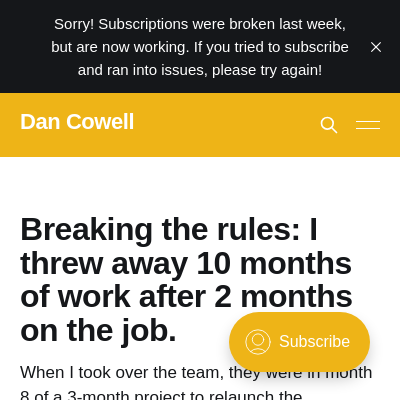 Sorry! Subscriptions were broken last week,
but are now working. If you tried to subscribe
and ran into issues, please try again!
Dan Cowell
Breaking the rules: I
threw away 10 months
of work after 2 months
on the job.
Subscribe
When I took over the team, they were in month
8 of a 3-month project to relaunch the